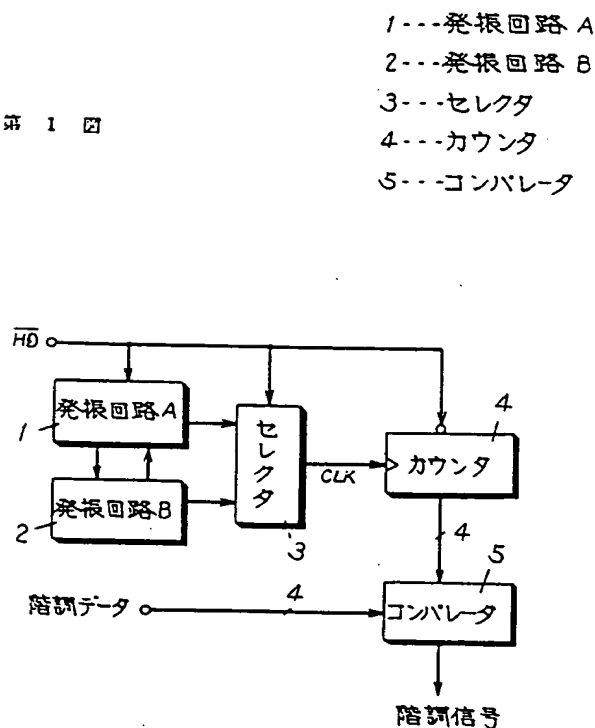 1---発振回路 A
2---発振回路 B
3---セレクタ
4---カウンタ
5---コンパレータ
第 1 図
HD
発振回路A
1
セレクタ
4
カウンタ
CLK
発振回路B
2
3
4
5
階調データ
4
コンパレータ
階調信号